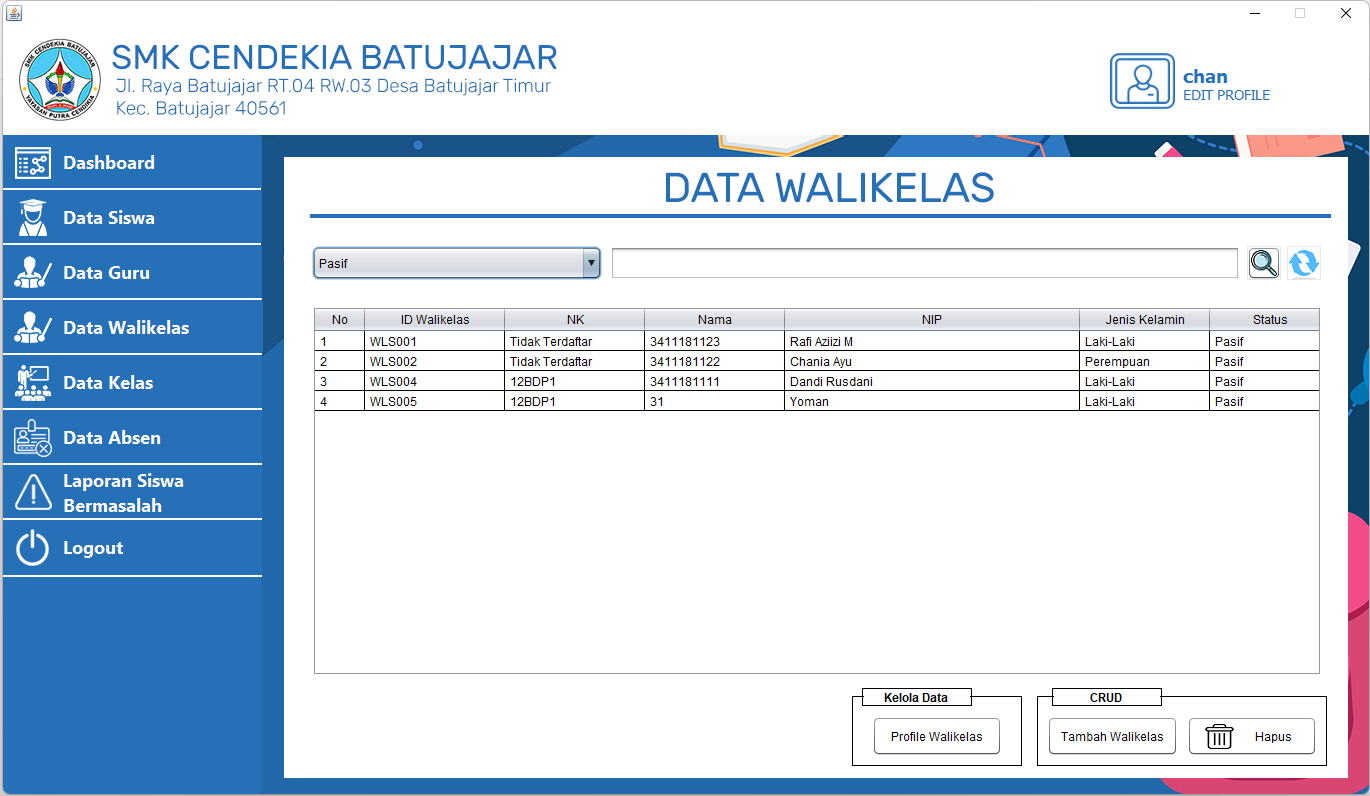 SMK CENDEKIA BATUJAJAR
YAYASAN PUTRA CENDIKIA
SMK CENDEKIA BATUJAJAR
Jl. Raya Batujajar RT.04 RW.03 Desa Batujajar Timur
Kec. Batujajar 40561
chan
EDIT PROFILE
Dashboard
Data Siswa
Data Guru
Data Walikelas
Data Kelas
Data Absen
Laporan Siswa
Bermasalah
Logout
DATA WALIKELAS
Pasif
No ID Walikelas NK Nama NIP Jenis Kelamin Status
1 WLS001 Tidak Terdaftar 3411181123 Rafi Aziizi M Laki-Laki Pasif
2 WLS002 Tidak Terdaftar 3411181122 Chania Ayu Perempuan Pasif
3 WLS004 12BDP1 3411181111 Dandi Rusdani Laki-Laki Pasif
4 WLS005 12BDP1 31 Yoman Laki-Laki Pasif
Kelola Data
Profile Walikelas
CRUD
Tambah Walikelas
Hapus